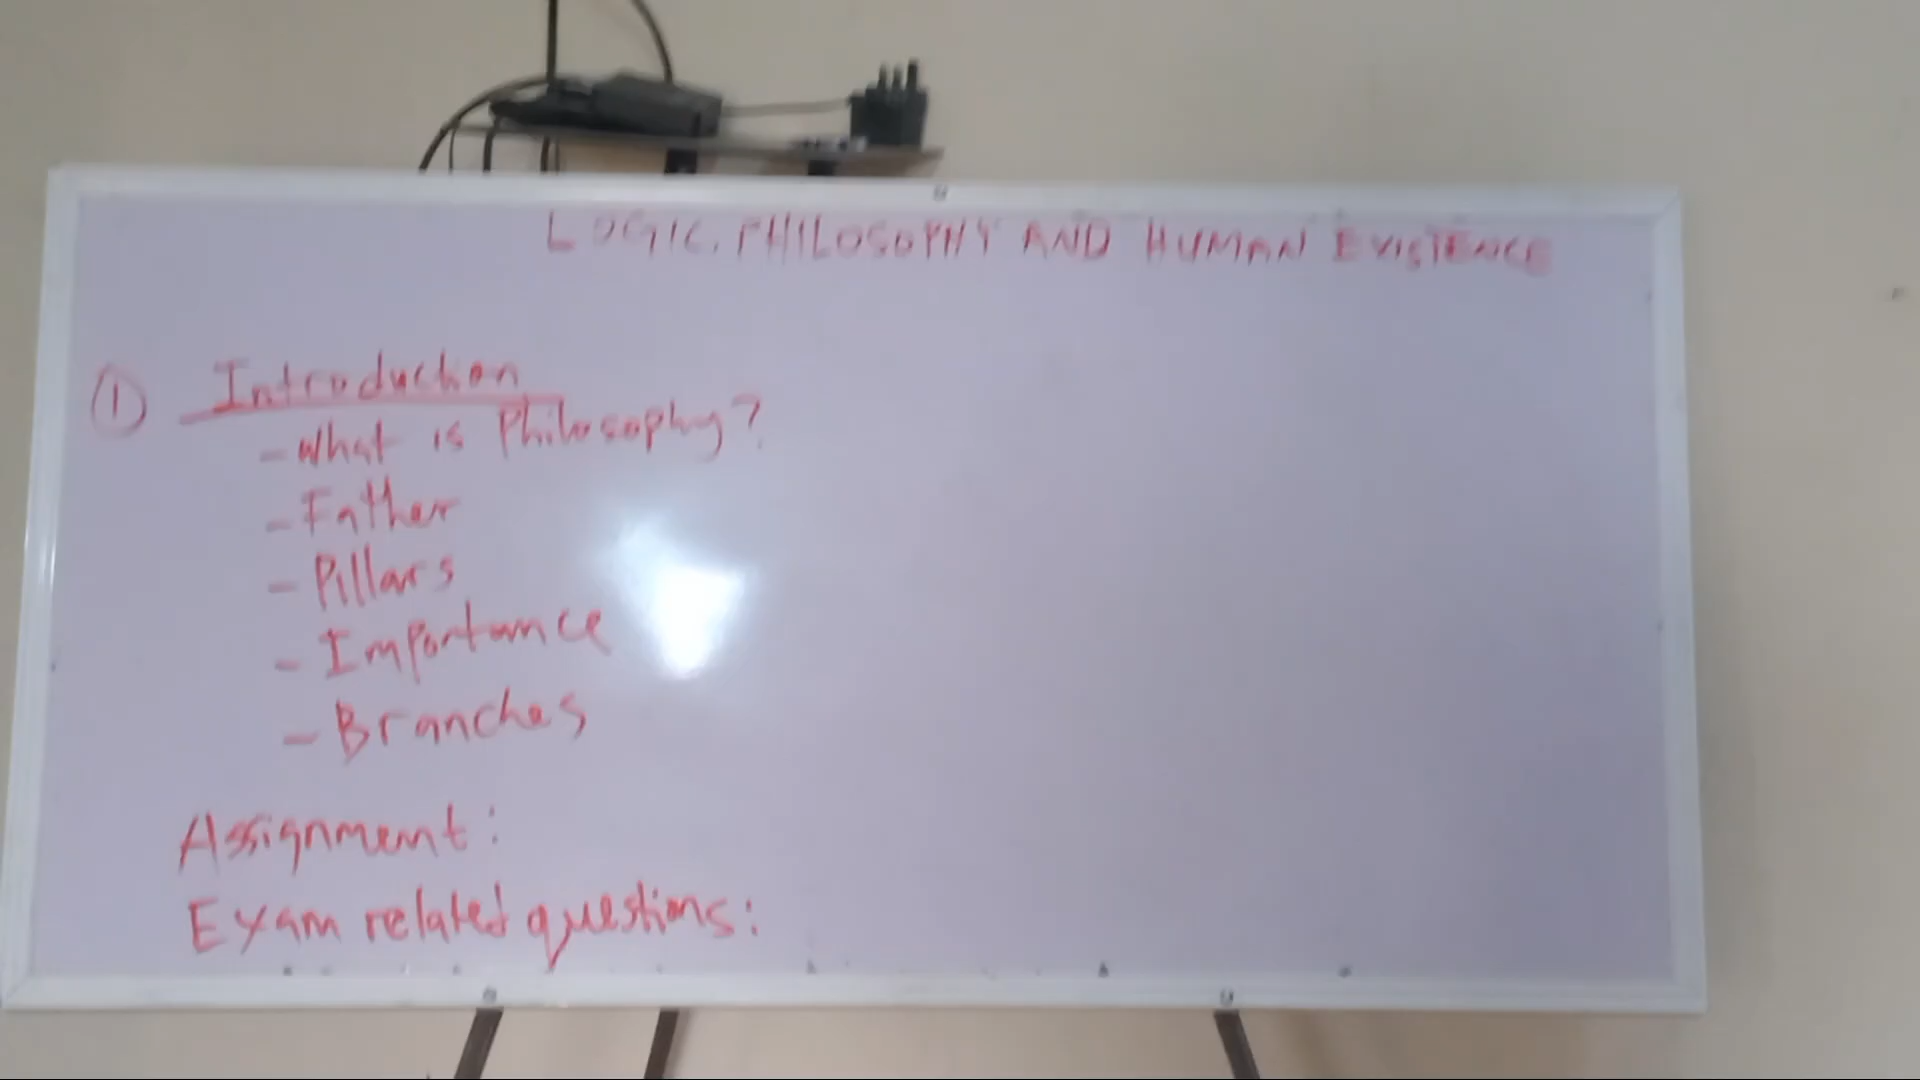 LOGIC, PHILOSOPHY AND HUMAN EXISTENCE
① Introduction
- What is Philosophy?
- Father
- Pillars
- Importance
- Branches
Assignment:
Exam related questions: